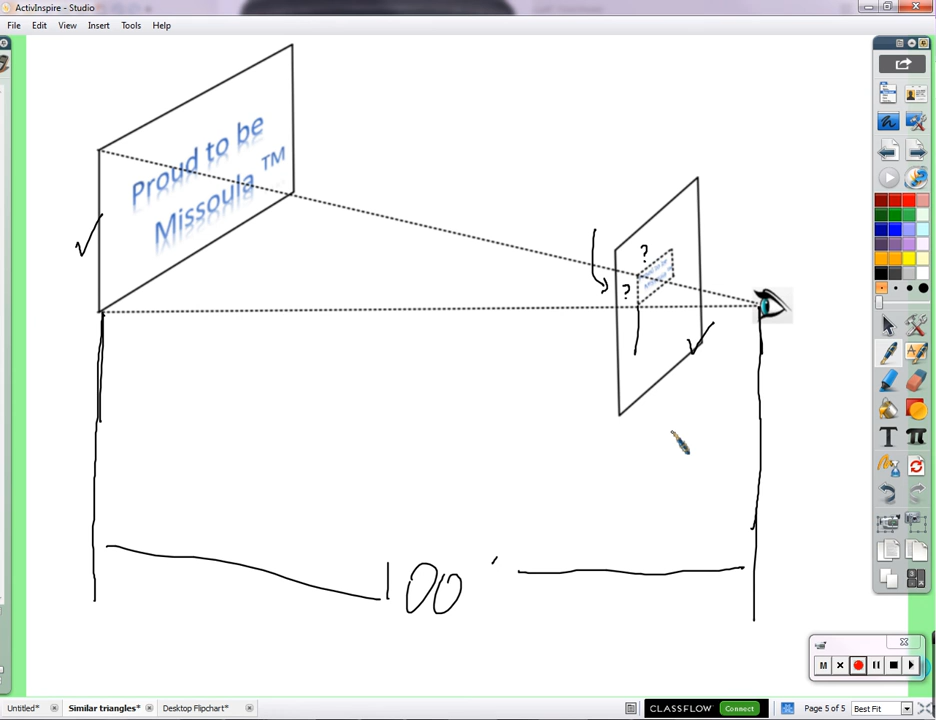 ActivInspire - Studio
File Edit View Insert Tools Help
Proud to be
Missoula ™
?
?
100 '
M
Untitled* Similar triangles* Desktop Flipchart*
CLASSFLOW Connect
Page 5 of 5 Best Fit